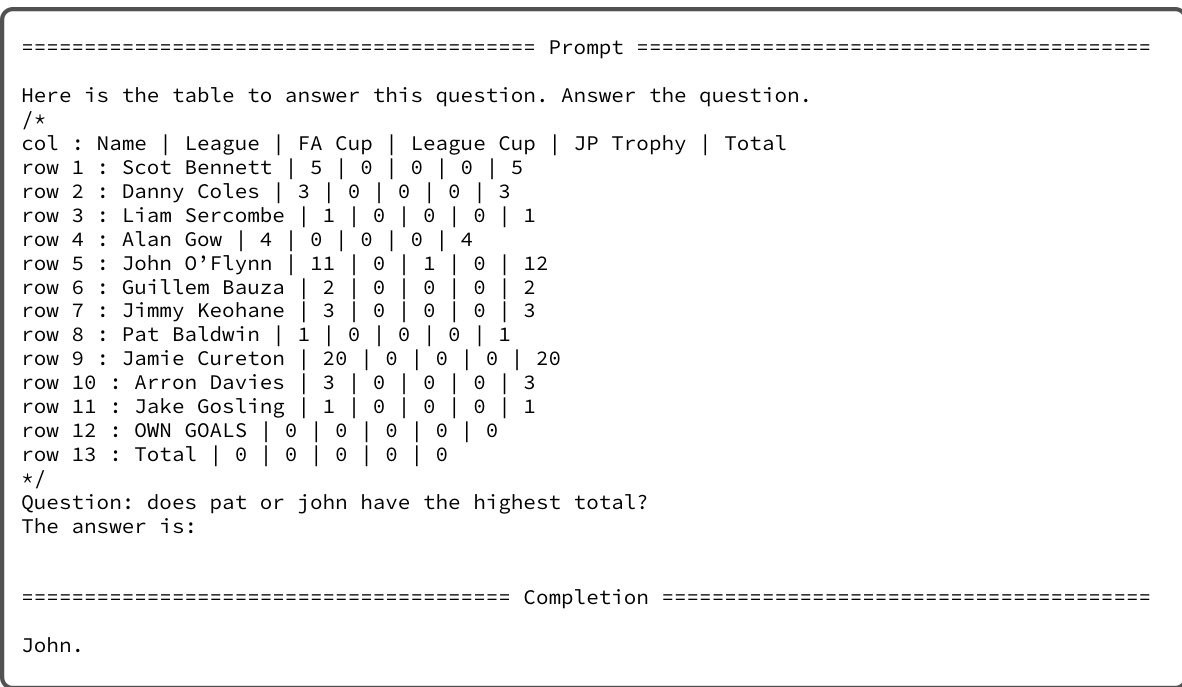 ========================================= Prompt =========================================
Here is the table to answer this question. Answer the question.
/*
col : Name | League | FA Cup | League Cup | JP Trophy | Total
row 1 : Scot Bennett | 5 | 0 | 0 | 0 | 5
row 2 : Danny Coles | 3 | 0 | 0 | 0 | 3
row 3 : Liam Sercombe | 1 | 0 | 0 | 0 | 1
row 4 : Alan Gow | 4 | 0 | 0 | 0 | 4
row 5 : John O’Flynn | 11 | 0 | 1 | 0 | 12
row 6 : Guillem Bauza | 2 | 0 | 0 | 0 | 2
row 7 : Jimmy Keohane | 3 | 0 | 0 | 0 | 3
row 8 : Pat Baldwin | 1 | 0 | 0 | 0 | 1
row 9 : Jamie Cureton | 20 | 0 | 0 | 0 | 20
row 10 : Arron Davies | 3 | 0 | 0 | 0 | 3
row 11 : Jake Gosling | 1 | 0 | 0 | 0 | 1
row 12 : OWN GOALS | 0 | 0 | 0 | 0 | 0
row 13 : Total | 0 | 0 | 0 | 0 | 0
*/
Question: does pat or john have the highest total?
The answer is:
======================================= Completion =======================================
John.